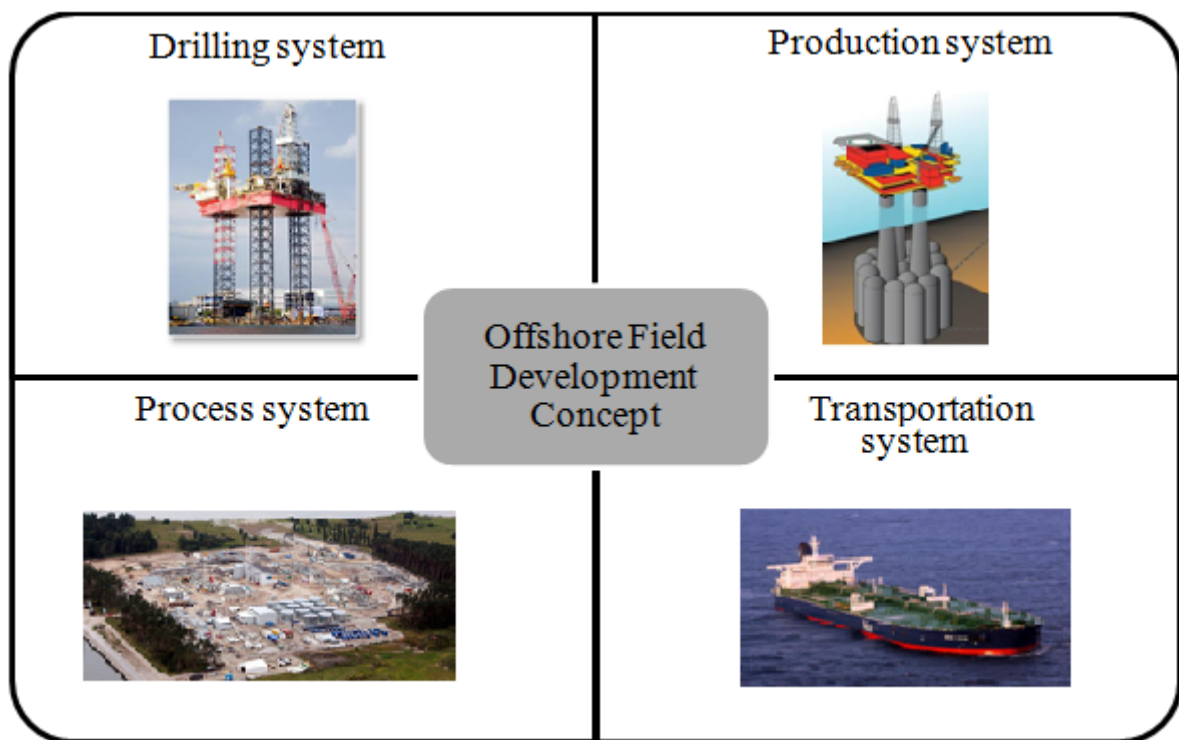 Drilling system
Production system
Offshore Field
Development
Concept
Process system
Transportation
system